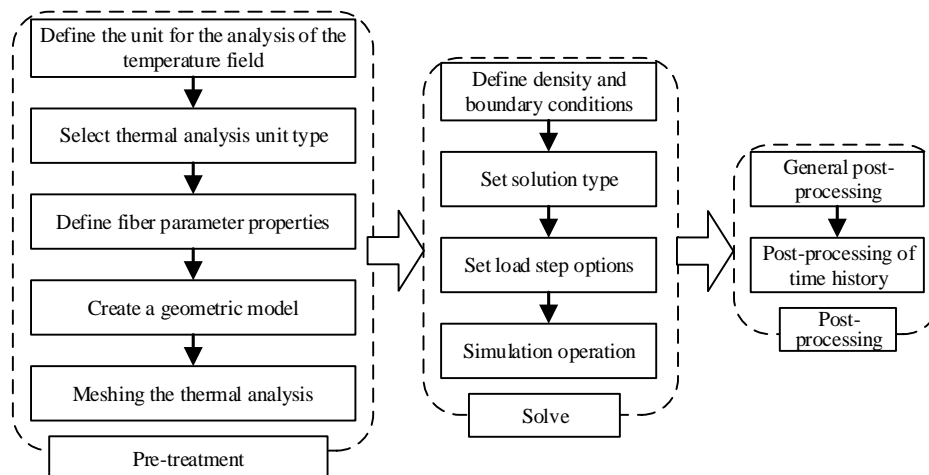 Define the unit for the analysis of the
temperature field
Select thermal analysis unit type
Define fiber parameter properties
Create a geometric model
Meshing the thermal analysis
Pre-treatment
Define density and
boundary conditions
Set solution type
Set load step options
Simulation operation
Solve
General post-
processing
Post-processing of
time history
Post-
processing